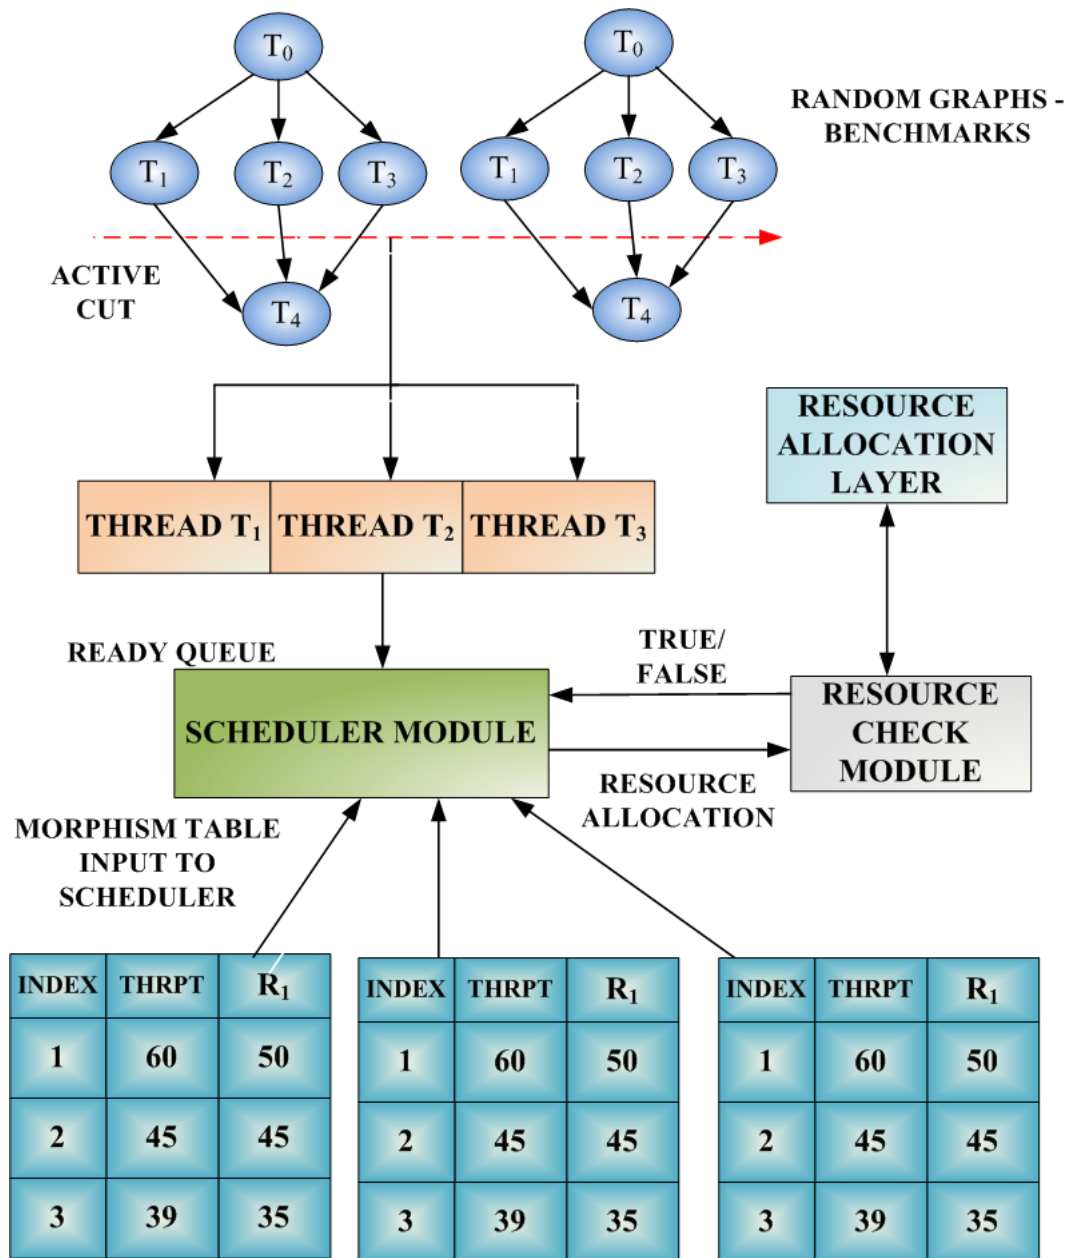 T0
T0
RANDOM GRAPHS -
BENCHMARKS
T1
T2
T3
T1
T2
T3
ACTIVE
CUT
T4
T4
RESOURCE
ALLOCATION
LAYER
THREAD T1
THREAD T2
THREAD T3
READY QUEUE
TRUE/
FALSE
SCHEDULER MODULE
RESOURCE
CHECK
MODULE
RESOURCE
ALLOCATION
MORPHISM TABLE
INPUT TO
SCHEDULER
INDEX THRPT R1
1 60 50
2 45 45
3 39 35
INDEX THRPT R1
1 60 50
2 45 45
3 39 35
INDEX THRPT R1
1 60 50
2 45 45
3 39 35